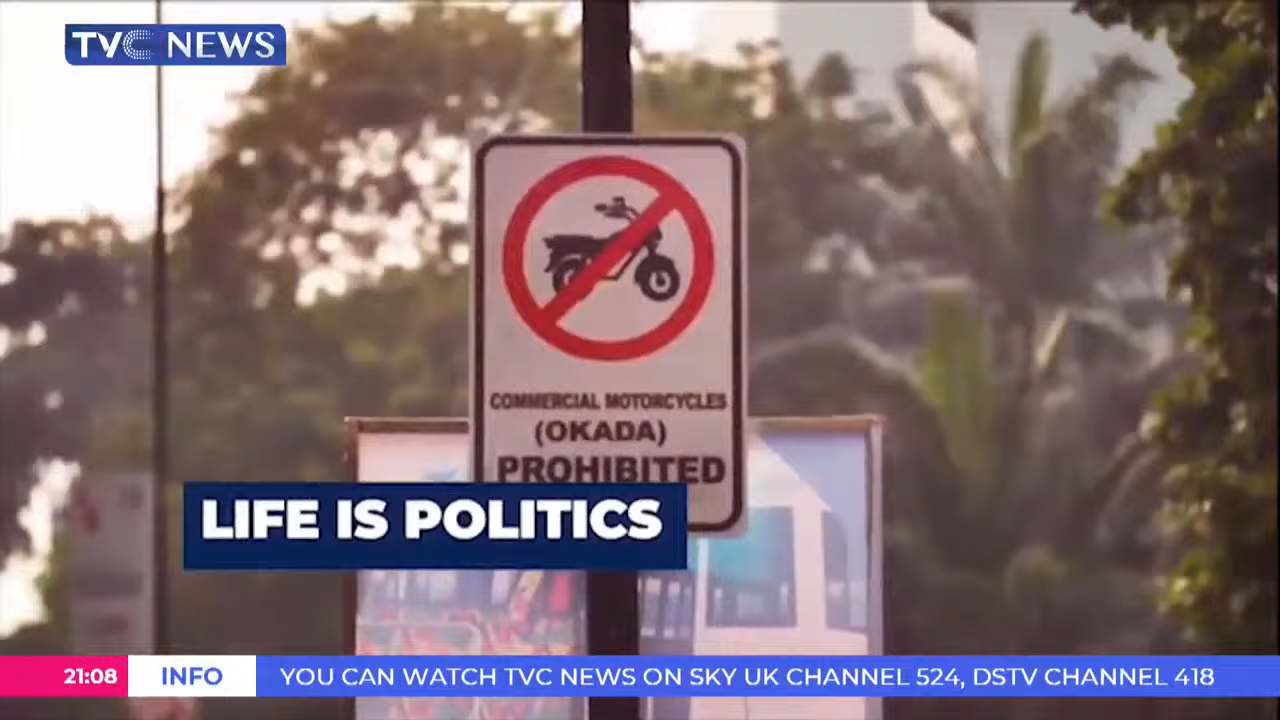 TVC NEWS
COMMERCIAL MOTORCYCLES
(OKADA)
PROHIBITED
LIFE IS POLITICS
21:08 INFO YOU CAN WATCH TVC NEWS ON SKY UK CHANNEL 524, DSTV CHANNEL 418